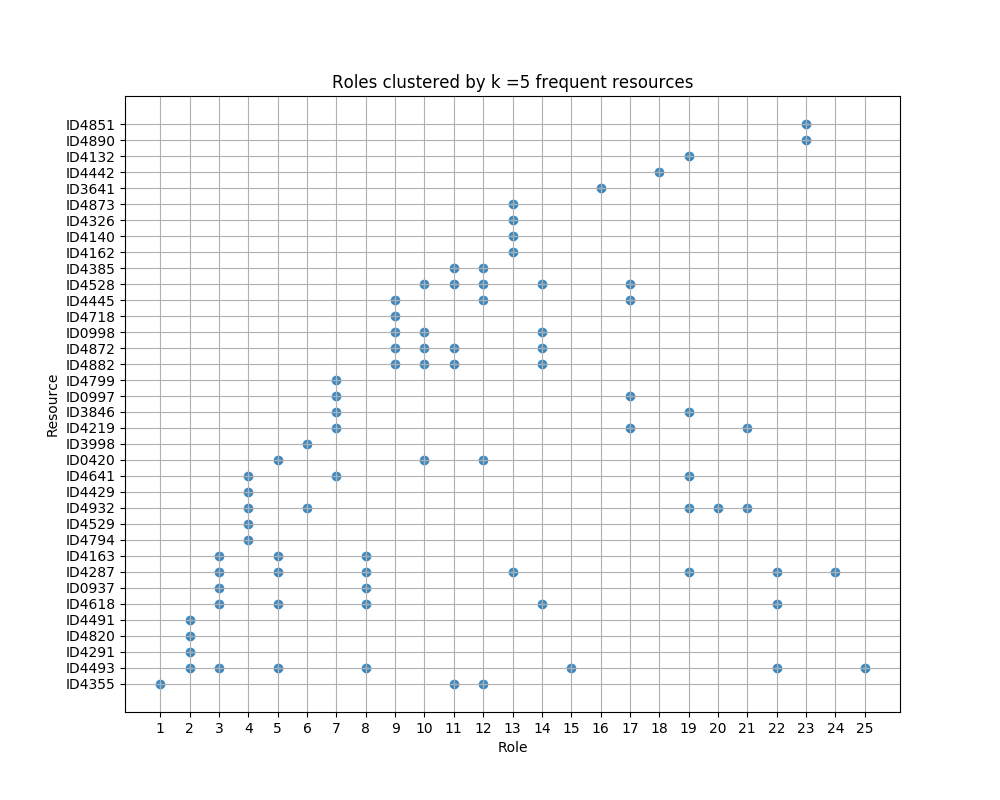 Roles clustered by k =5 frequent resources
ID4851
ID4890
ID4132
ID4442
ID3641
ID4873
ID4326
ID4140
ID4162
ID4385
ID4528
ID4445
ID4718
ID0998
ID4872
ID4882
ID4799
ID0997
ID3846
ID4219
ID3998
ID0420
ID4641
ID4429
ID4932
ID4529
ID4794
ID4163
ID4287
ID0937
ID4618
ID4491
ID4820
ID4291
ID4493
ID4355
Resource
1 2 3 4 5 6 7 8 9 10 11 12 13 14 15 16 17 18 19 20 21 22 23 24 25
Role